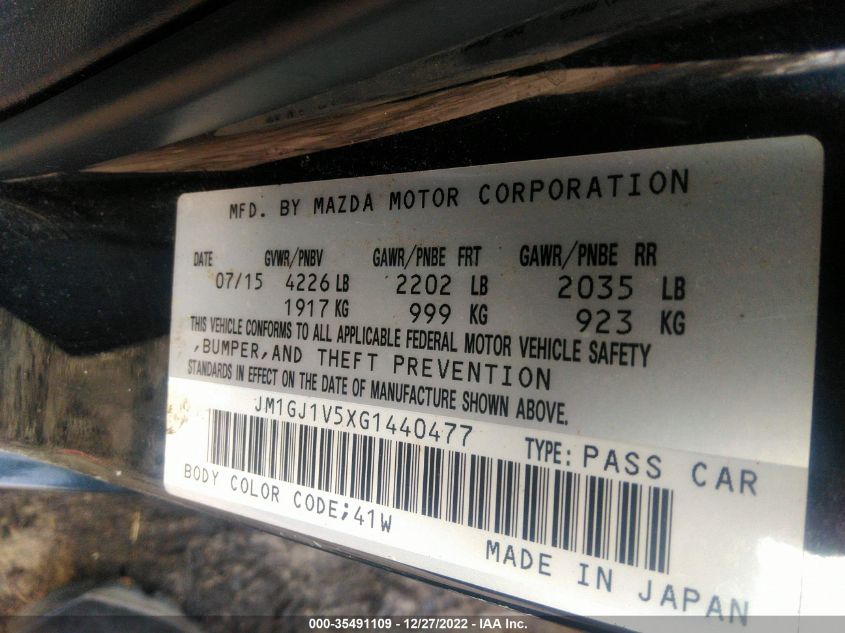 MFD. BY MAZDA MOTOR CORPORATION
DATE GVWR/PNBV GAWR/PNBE FRT GAWR/PNBE RR
07/15 4226 LB 2202 LB 2035 LB
1917 KG 999 KG 923 KG
THIS VEHICLE CONFORMS TO ALL APPLICABLE FEDERAL MOTOR VEHICLE SAFETY
,BUMPER,AND THEFT PREVENTION
STANDARDS IN EFFECT ON THE DATE OF MANUFACTURE SHOWN ABOVE.
JM1GJ1V5XG1440477 TYPE: PASS CAR
BODY COLOR CODE;41W
MADE IN JAPAN
000-35491109 - 12/27/2022 - IAA Inc.